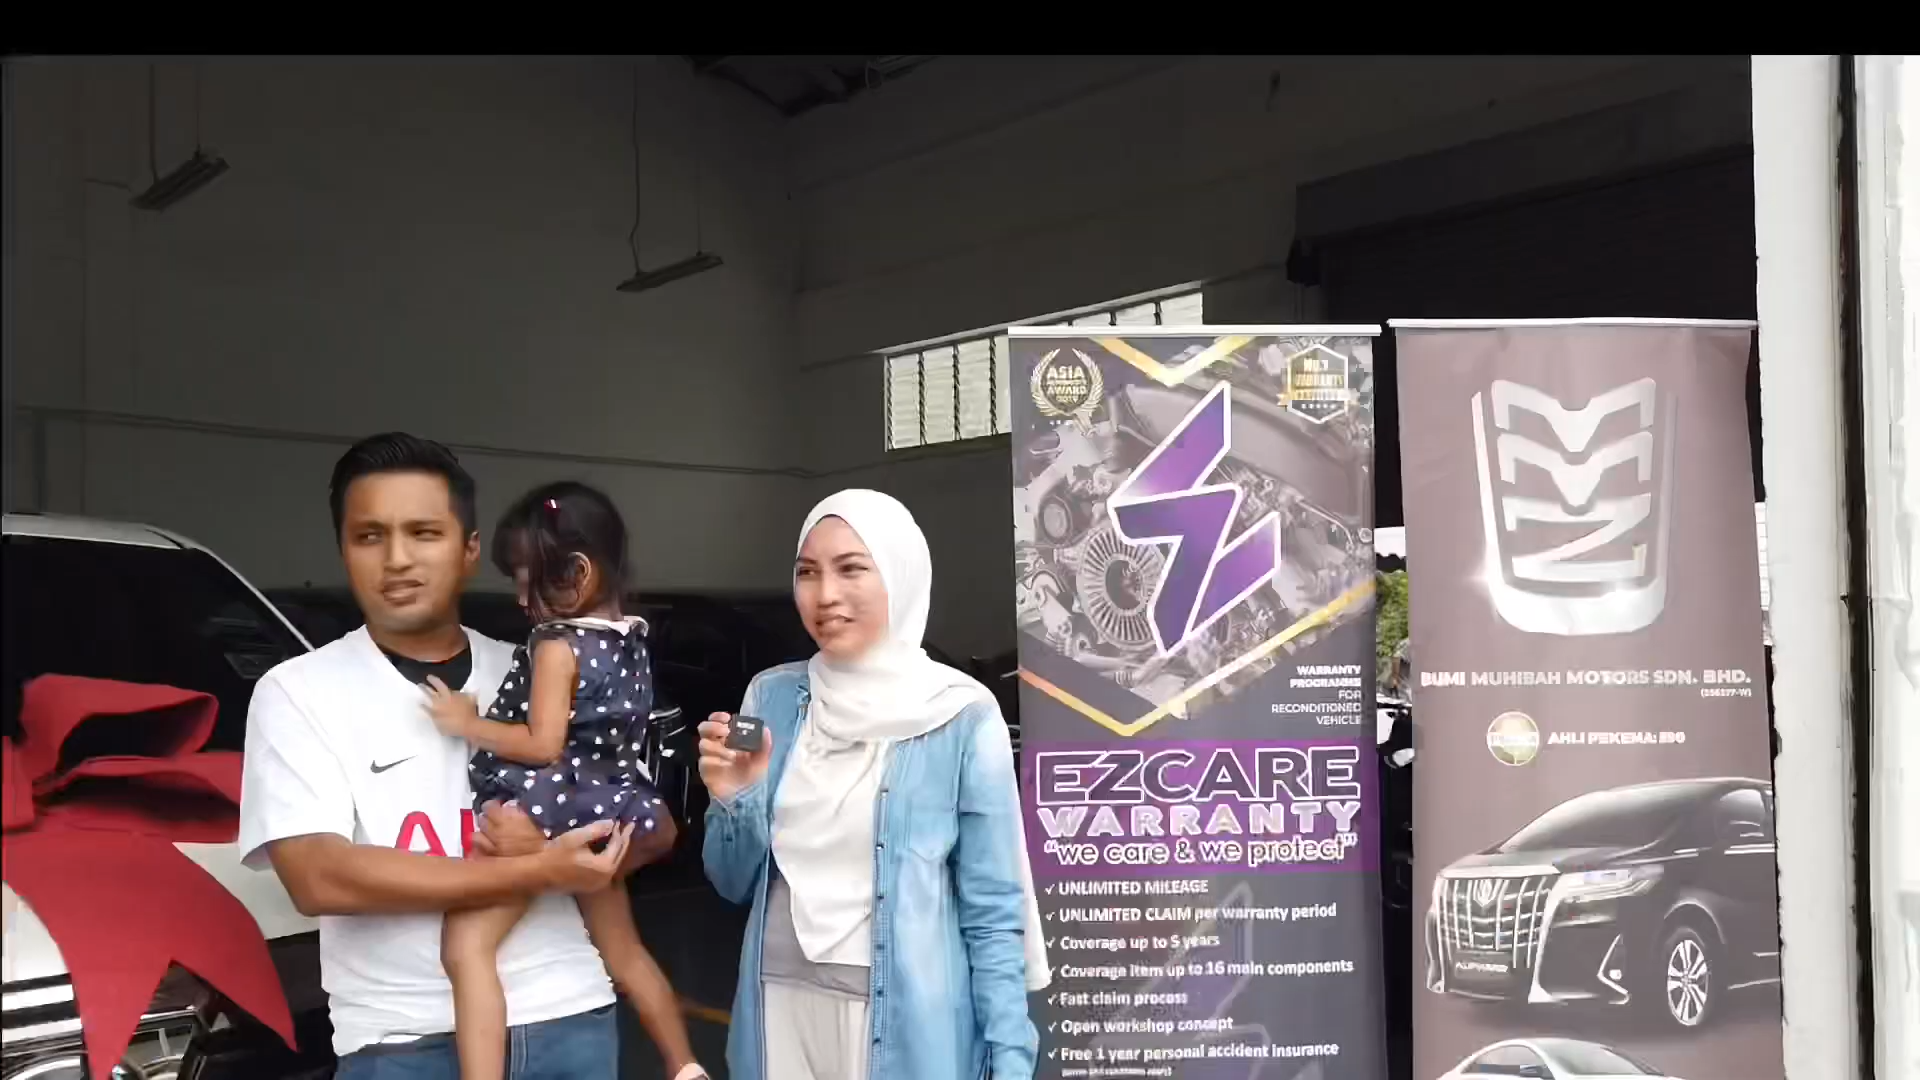 ASIA
AWARD
WARRANTY
PROGRAMME
FOR
RECONDITIONED
VEHICLE
EZCARE
WARRANTY
"we care & we protect"
✓ UNLIMITED MILEAGE
✓ UNLIMITED CLAIM per warranty period
✓ Coverage up to 5 years
✓ Coverage item up to 16 main components
✓ Fast claim process
✓ Open workshop concept
✓ Free 1 year personal accident insurance
BUMI MUHIBAH MOTORS SDN. BHD.
AHLI PEKEMA:
AI